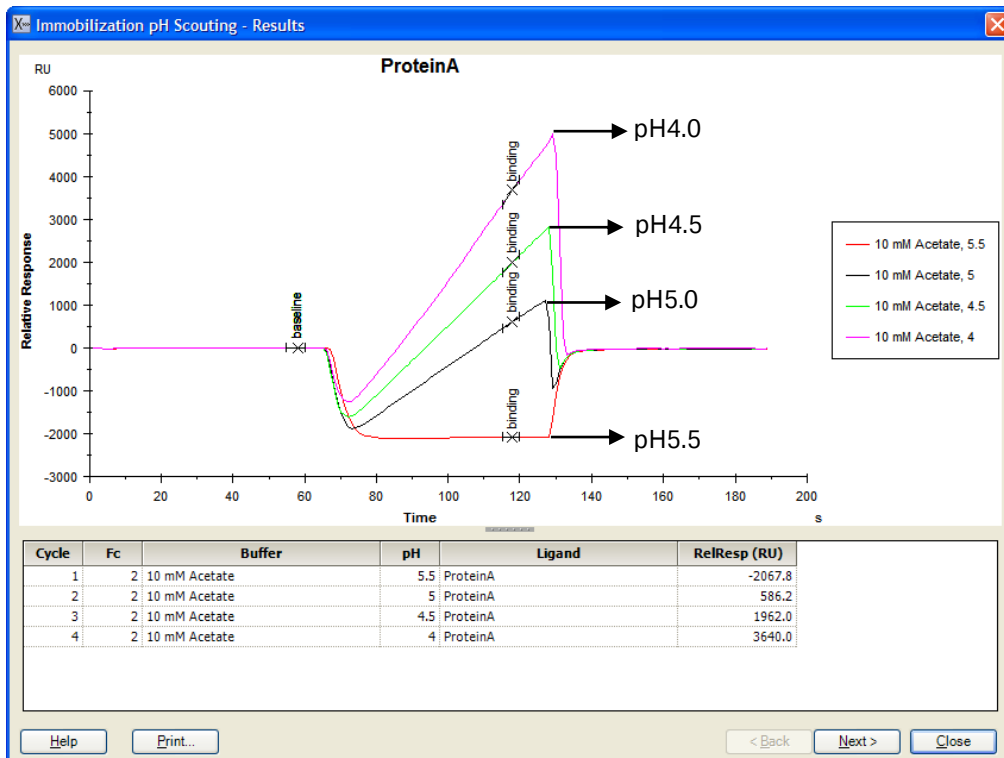 Immobilization pH Scouting - Results
ProteinA
RU
6000
5000
4000
3000
2000
1000
0
-1000
-2000
-3000
Relative Response
0 20 40 60 80 100 120 140 160 180 200
Time
s
baseline
binding
binding
binding
binding
pH4.0
pH4.5
pH5.0
pH5.5
10 mM Acetate, 5.5
10 mM Acetate, 5
10 mM Acetate, 4.5
10 mM Acetate, 4
Cycle Fc Buffer pH Ligand RelResp (RU)
1 2 10 mM Acetate 5.5 ProteinA -2067.8
2 2 10 mM Acetate 5 ProteinA 586.2
3 2 10 mM Acetate 4.5 ProteinA 1962.0
4 2 10 mM Acetate 4 ProteinA 3640.0
Help Print... < Back Next > Close